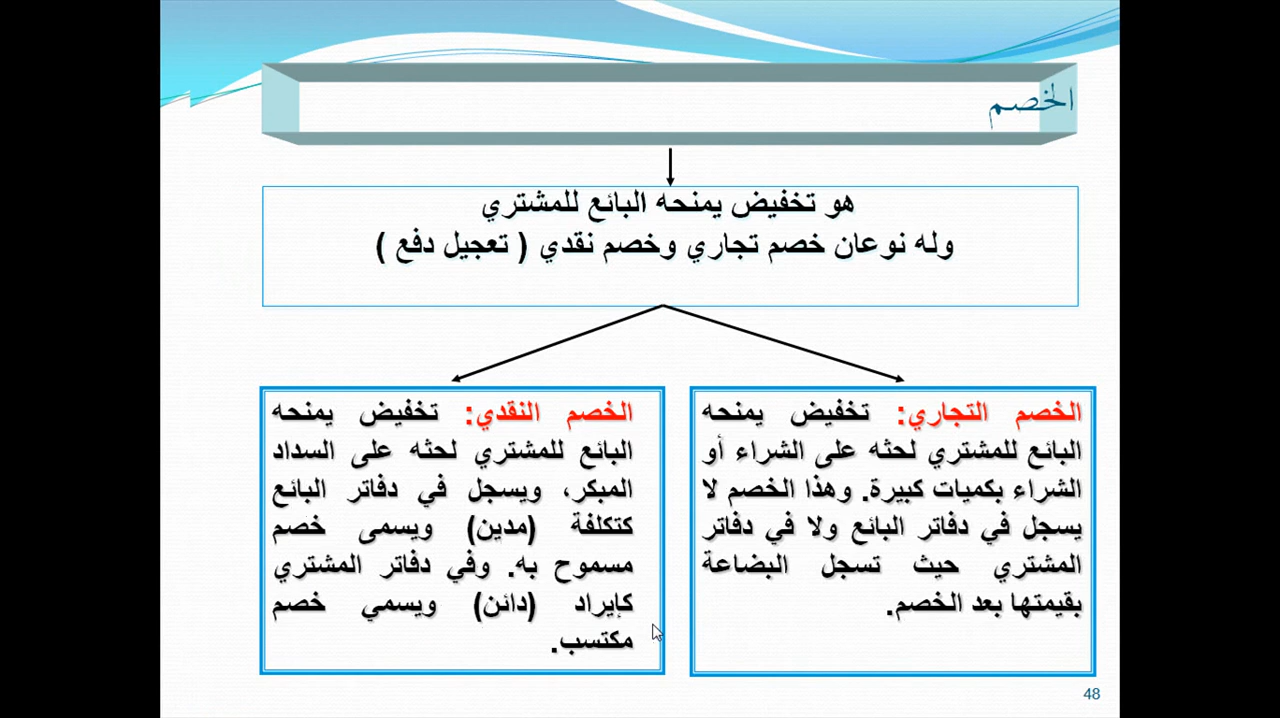 الخصم
هو تخفيض يمنحه البائع للمشتري
وله نوعان خصم تجاري وخصم نقدي ( تعجيل دفع )
الخصم التجاري: تخفيض يمنحه
البائع للمشتري لحثه على الشراء أو
الشراء بكميات كبيرة. وهذا الخصم لا
يسجل في دفاتر البائع ولا في دفاتر
المشتري حيث تسجل البضاعة
بقيمتها بعد الخصم.
الخصم النقدي: تخفيض يمنحه
البائع للمشتري لحثه على السداد
المبكر، ويسجل في دفاتر البائع
كتكلفة (مدين) ويسمى خصم
مسموح به. وفي دفاتر المشتري
كإيراد (دائن) ويسمي خصم
مكتسب.
48